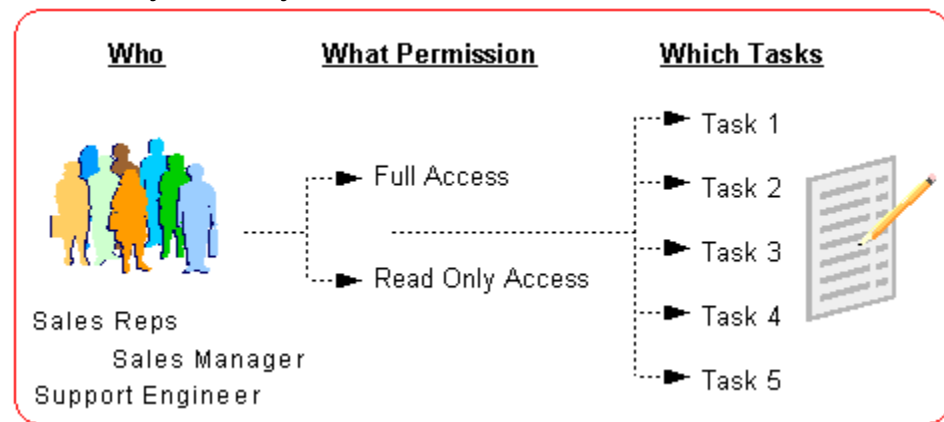 Who
What Permission
Which Tasks
Task 1
Full Access
Task 2
Task 3
Read Only Access
Sales Reps
Task 4
Sales Manager
Support Engineer
Task 5